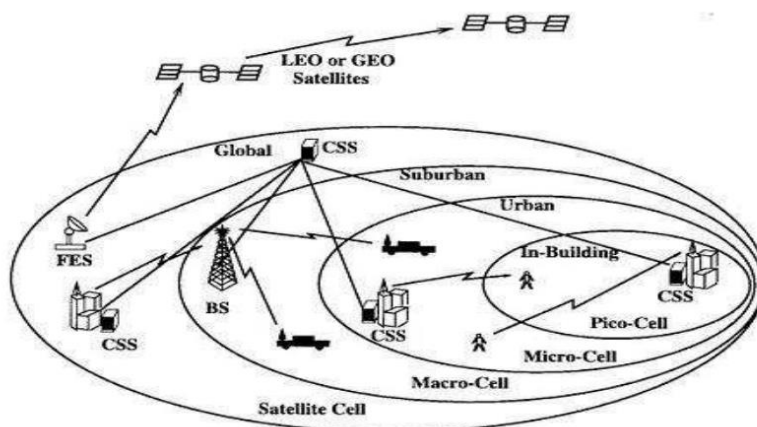 LEO or GEO
Satellites
Global
CSS
Suburban
Urban
FES
In-Building
BS
CSS
CSS
CSS
Pico-Cell
Micro-Cell
Macro-Cell
Satellite Cell